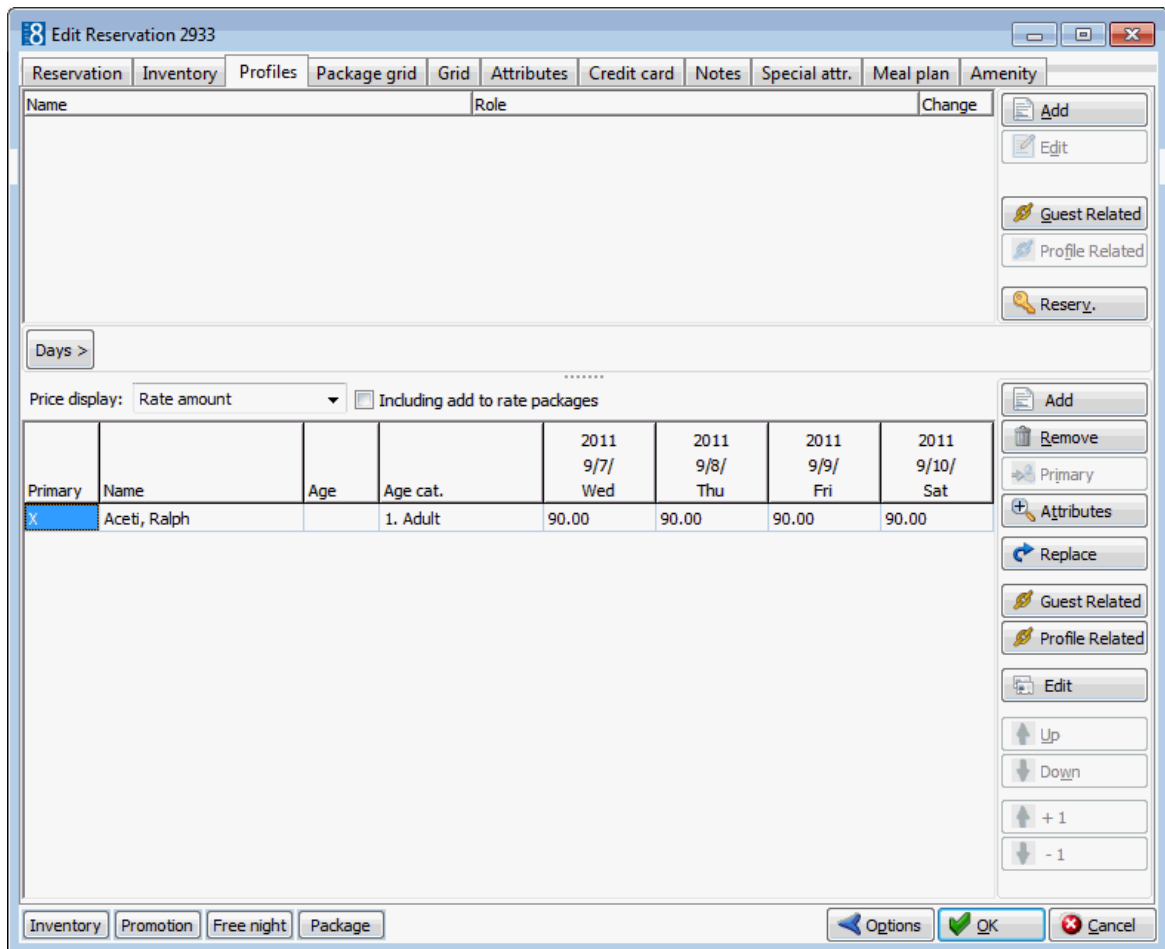 8 Edit Reservation 2933
Reservation Inventory Profiles Package grid Grid Attributes Credit card Notes Special attr. Meal plan Amenity
Name Role Change
Add
Edit
Guest Related
Profile Related
Reserv.
Days >
Price display: Rate amount Including add to rate packages
Primary Name Age Age cat. 2011 9/7/ Wed 2011 9/8/ Thu 2011 9/9/ Fri 2011 9/10/ Sat
X Aceti, Ralph 1. Adult 90.00 90.00 90.00 90.00
Add
Remove
Primary
Attributes
Replace
Guest Related
Profile Related
Edit
Up
Down
+ 1
- 1
Inventory Promotion Free night Package Options OK Cancel